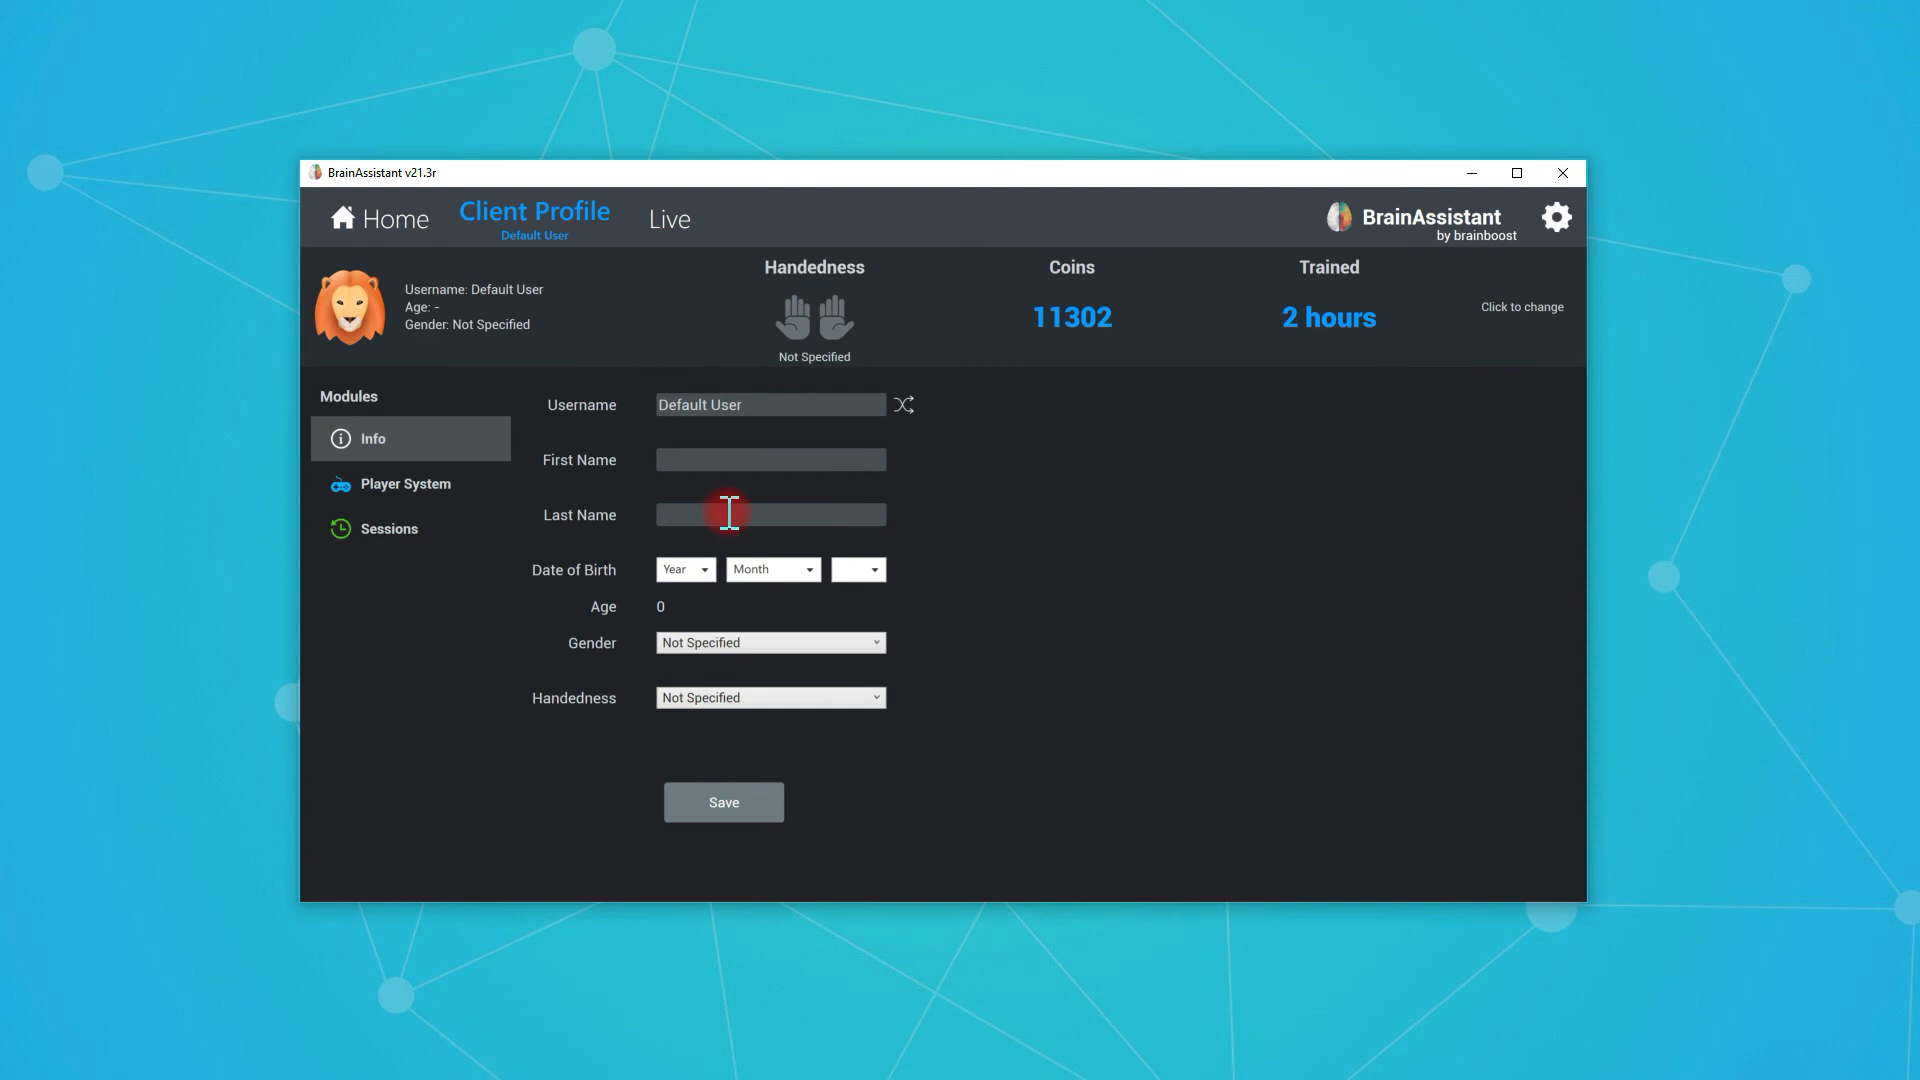 BrainAssistant v21.3r
Home
Client Profile
Default User
Live
BrainAssistant
by brainboost
Username: Default User
Age: -
Gender: Not Specified
Handedness
Not Specified
Coins
11302
Trained
2 hours
Click to change
Modules
Info
Player System
Sessions
Username
Default User
First Name
Last Name
Date of Birth
Year
Month
Age
0
Gender
Not Specified
Handedness
Not Specified
Save